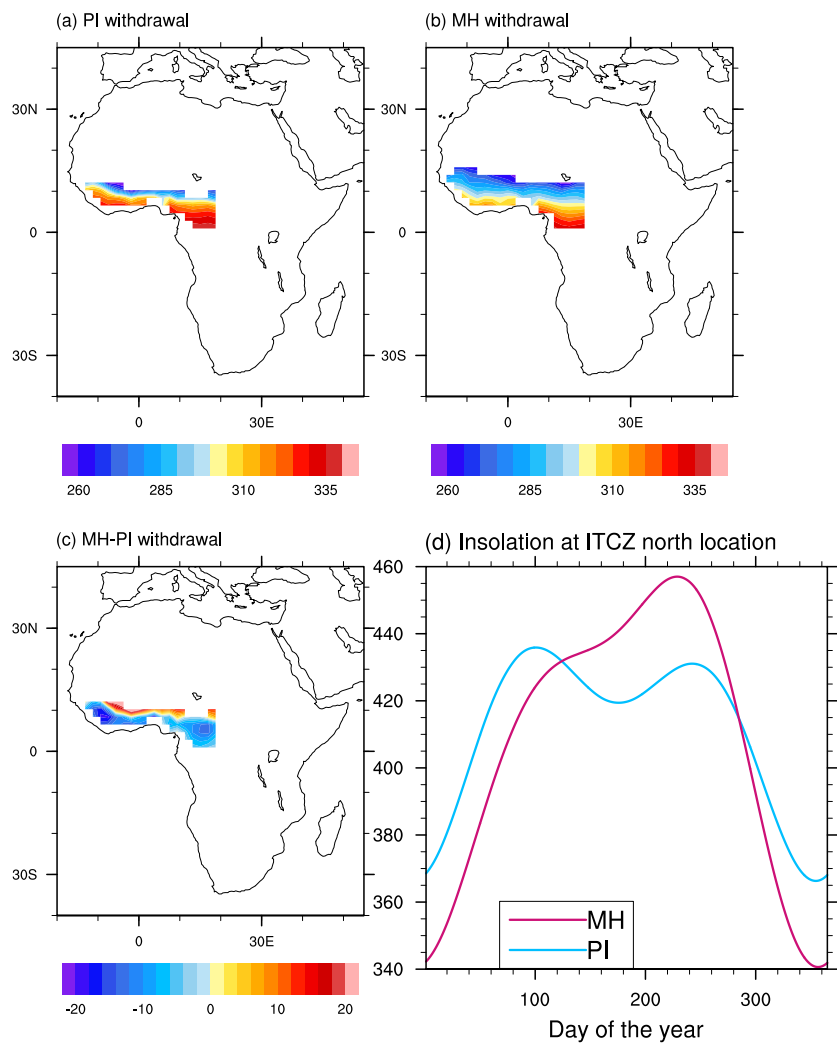 (a) PI withdrawal
(b) MH withdrawal
30N
0
30S
0
30E
30N
0
30S
0
30E
260
285
310
335
260
285
310
335
(c) MH-PI withdrawal
(d) Insolation at ITCZ north location
30N
0
30S
0
30E
-20
-10
0
10
20
460
440
420
400
380
360
340
MH
PI
100
200
300
Day of the year